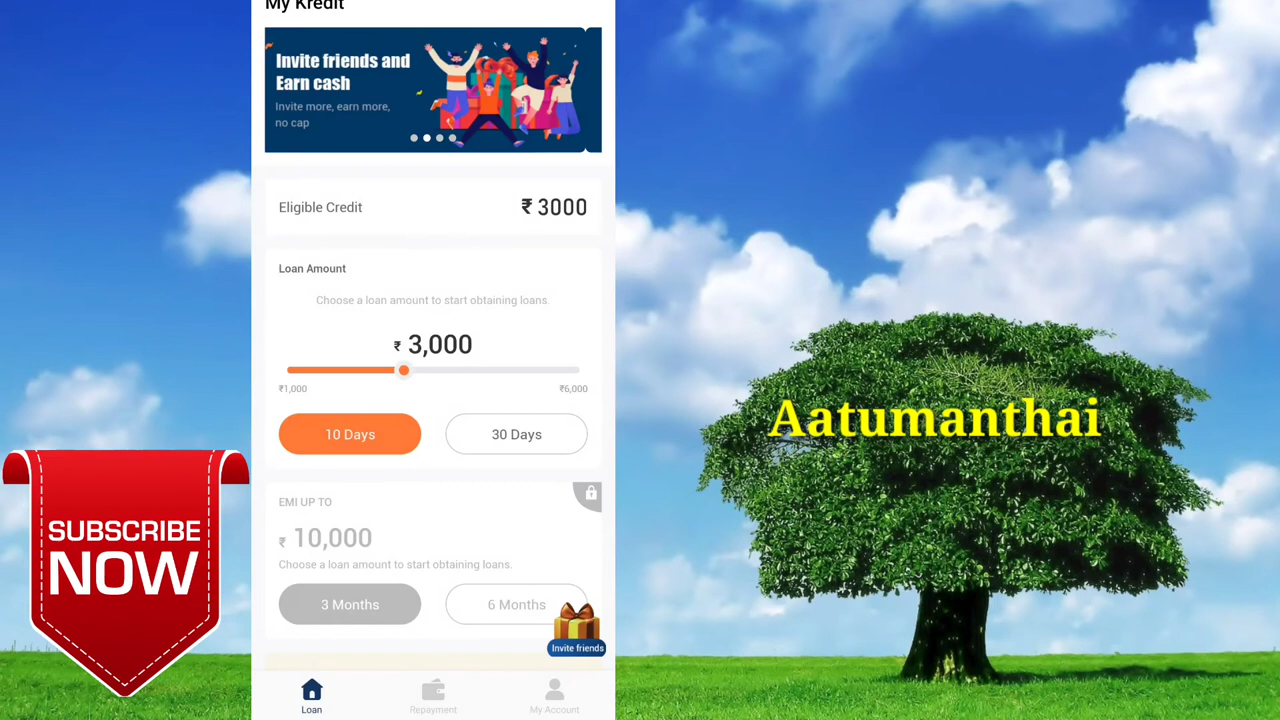 My Kredit
Invite friends and
Earn cash
Invite more, earn more,
no cap
Eligible Credit
₹ 3000
Loan Amount
Choose a loan amount to start obtaining loans.
₹ 3,000
₹1,000
₹6,000
10 Days
30 Days
EMI UP TO
₹ 10,000
Choose a loan amount to start obtaining loans.
3 Months
6 Months
Invite friends
Loan
Repayment
My Account
SUBSCRIBE
NOW
Aatumanthai